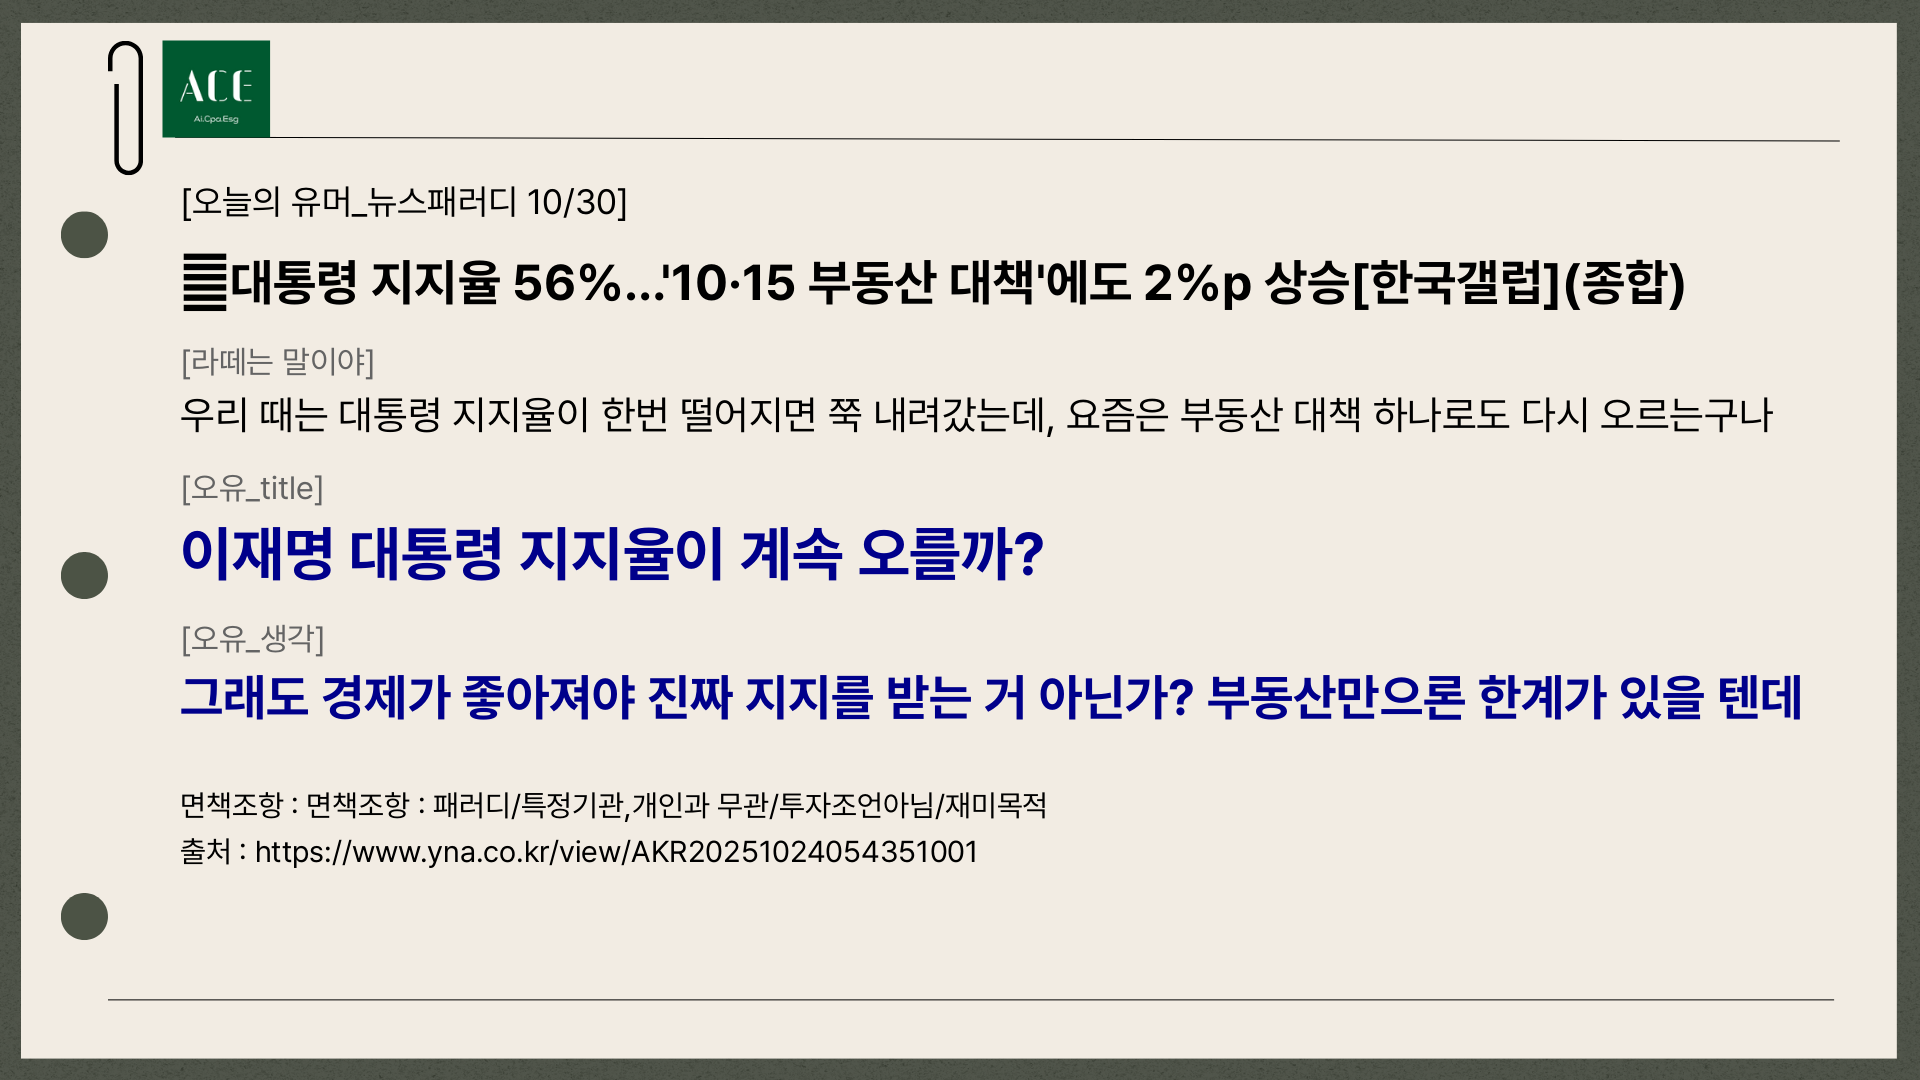 ACE
Ai.Cpa.Esg
[오늘의 유머_뉴스패러디 10/30]
䷀대통령 지지율 56%...'10·15 부동산 대책'에도 2%p 상승[한국갤럽](종합)
[라떼는 말이야]
우리 때는 대통령 지지율이 한번 떨어지면 쭉 내려갔는데, 요즘은 부동산 대책 하나로도 다시 오르는구나
[오유_title]
이재명 대통령 지지율이 계속 오를까?
[오유_생각]
그래도 경제가 좋아져야 진짜 지지를 받는 거 아닌가? 부동산만으론 한계가 있을 텐데
면책조항 : 면책조항 : 패러디/특정기관,개인과 무관/투자조언아님/재미목적
출처 : https://www.yna.co.kr/view/AKR20251024054351001